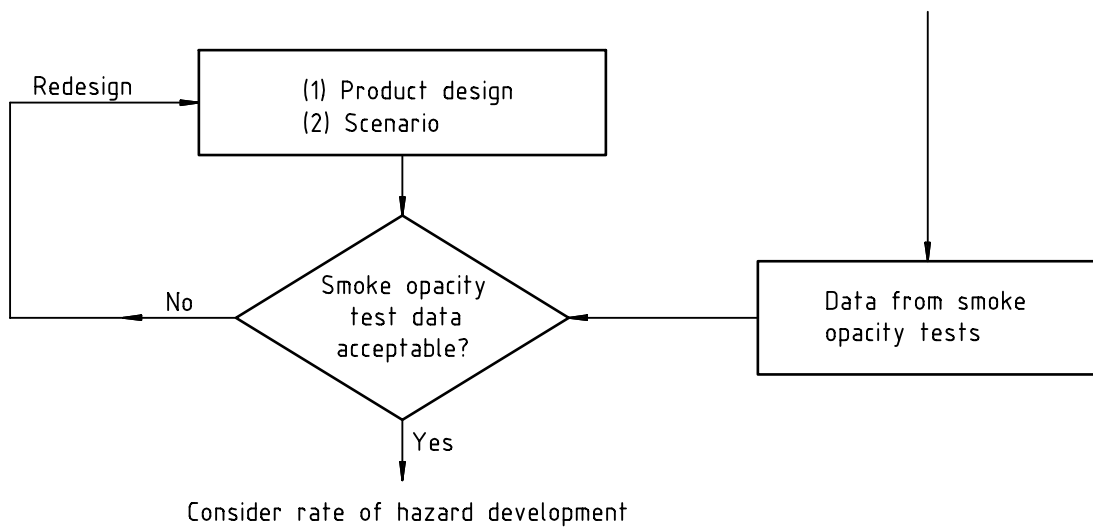 Redesign
(1) Product design
(2) Scenario
Smoke opacity
test data
acceptable?
No
Data from smoke
opacity tests
Yes
Consider rate of hazard development